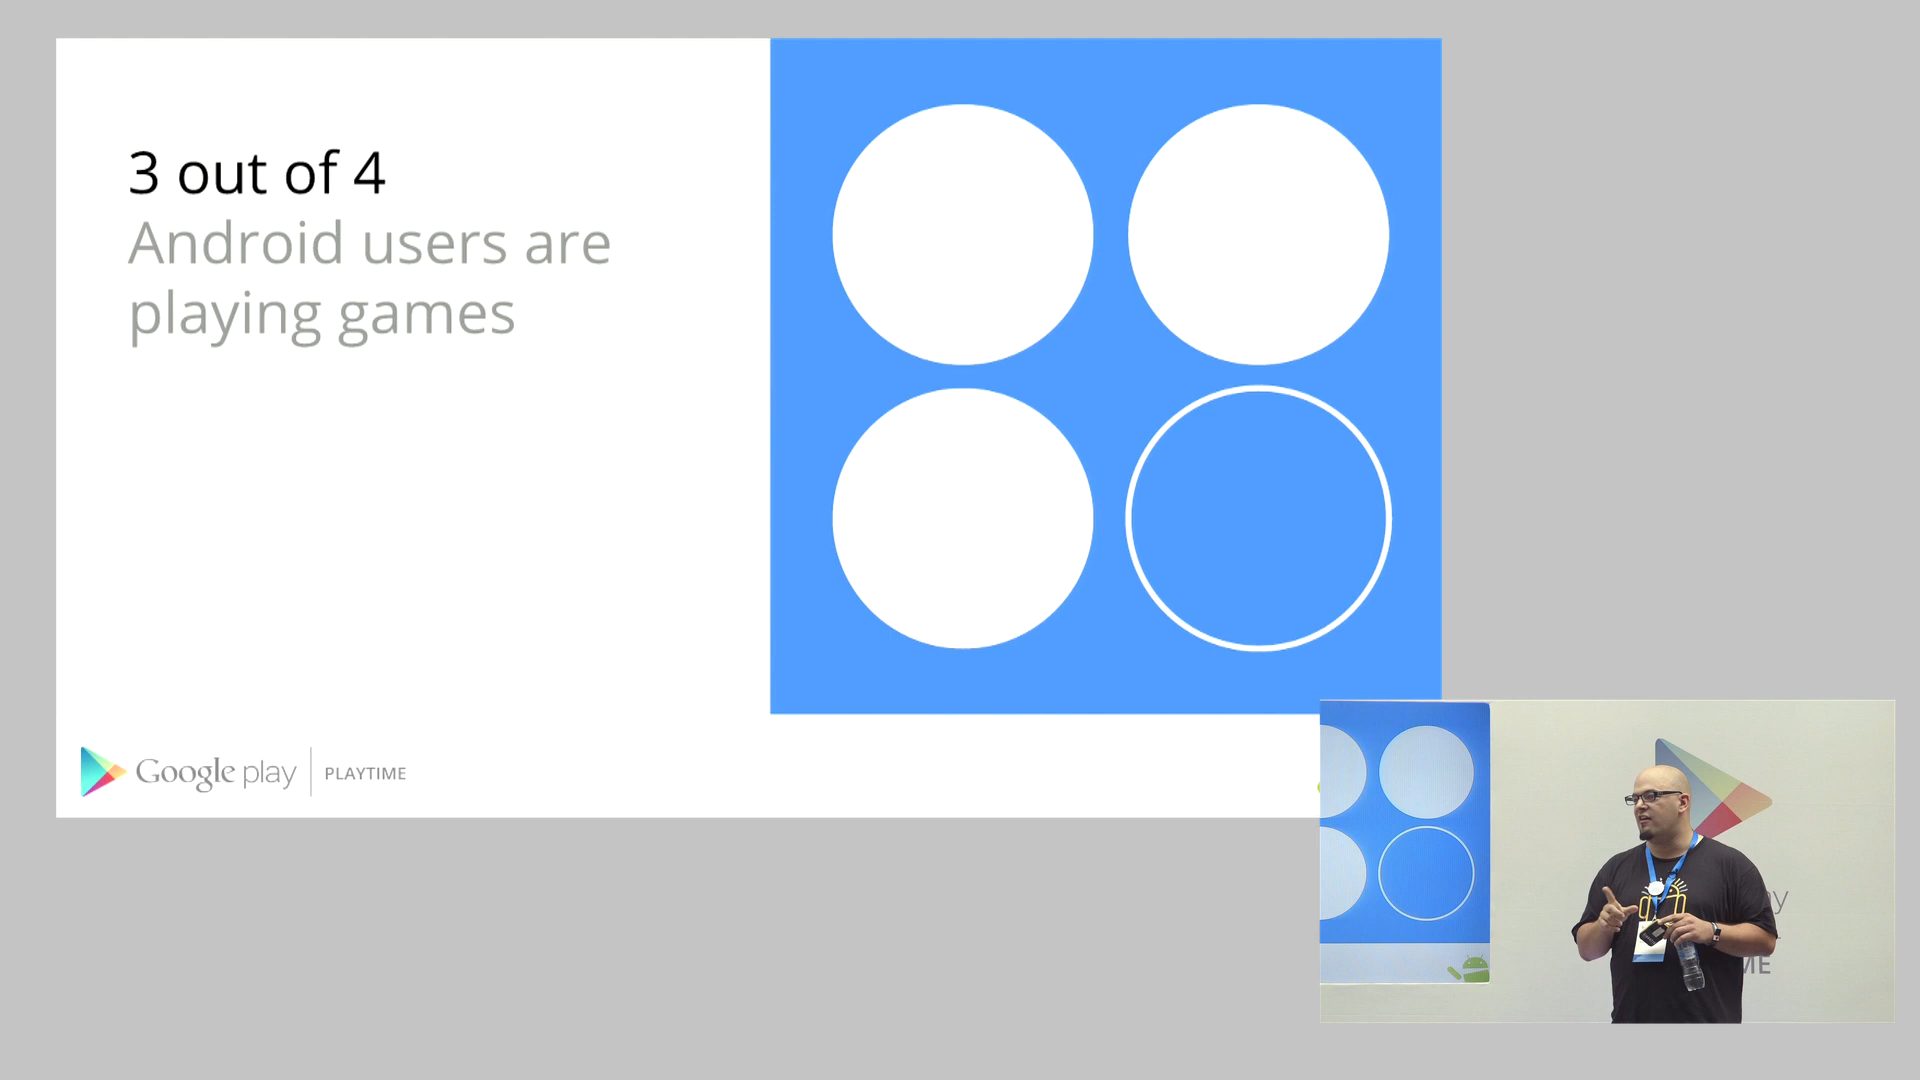 3 out of 4
Android users are
playing games
Google play
PLAYTIME